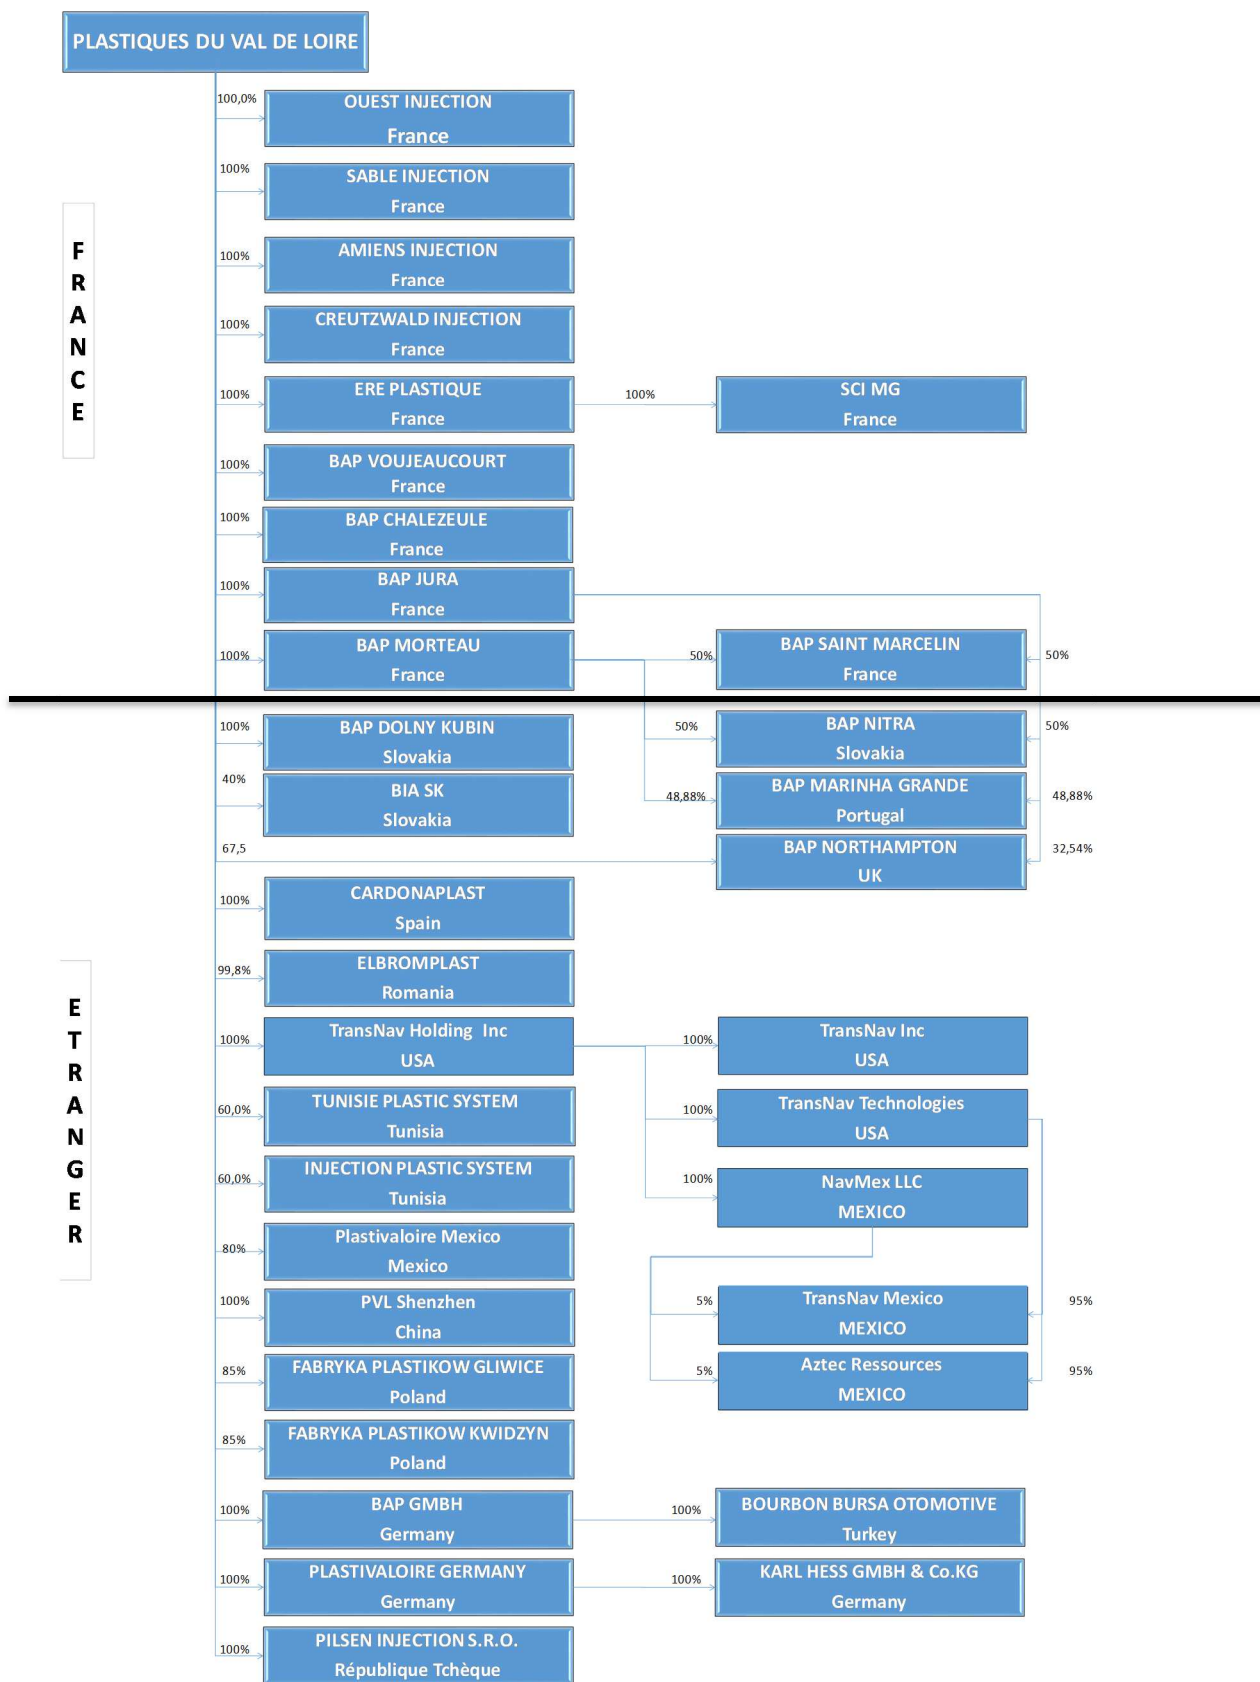 PLASTIQUES DU VAL DE LOIRE
100,0%
OUEST INJECTION
France
100%
SABLE INJECTION
France
FRANCE
100%
AMIENS INJECTION
France
100%
CREUTZWALD INJECTION
France
100%
ERE PLASTIQUE
France
100%
SCI MG
France
100%
BAP VOUJEAUCOURT
France
100%
BAP CHALEZEULE
France
100%
BAP JURA
France
100%
BAP MORTEAU
France
50%
BAP SAINT MARCELIN
France
50%
100%
BAP DOLNY KUBIN
Slovakia
50%
BAP NITRA
Slovakia
50%
40%
BIA SK
Slovakia
48,88%
BAP MARINHA GRANDE
Portugal
48,88%
67,5
BAP NORTHAMPTON
UK
32,54%
100%
CARDONAPLAST
Spain
99,8%
ELBROMPLAST
Romania
ETRANGER
100%
TransNav Holding Inc
USA
100%
TransNav Inc
USA
60,0%
TUNISIE PLASTIC SYSTEM
Tunisia
100%
TransNav Technologies
USA
60,0%
INJECTION PLASTIC SYSTEM
Tunisia
100%
NavMex LLC
MEXICO
80%
Plastivaloire Mexico
Mexico
100%
PVL Shenzhen
China
5%
TransNav Mexico
MEXICO
95%
85%
FABRYKA PLASTIKOW GLIWICE
Poland
5%
Aztec Ressources
MEXICO
95%
85%
FABRYKA PLASTIKOW KWIDZYN
Poland
100%
BAP GMBH
Germany
100%
BOURBON BURSA OTOMOTIVE
Turkey
100%
PLASTIVALOIRE GERMANY
Germany
100%
KARL HESS GMBH & Co.KG
Germany
100%
PILSEN INJECTION S.R.O.
République Tchèque